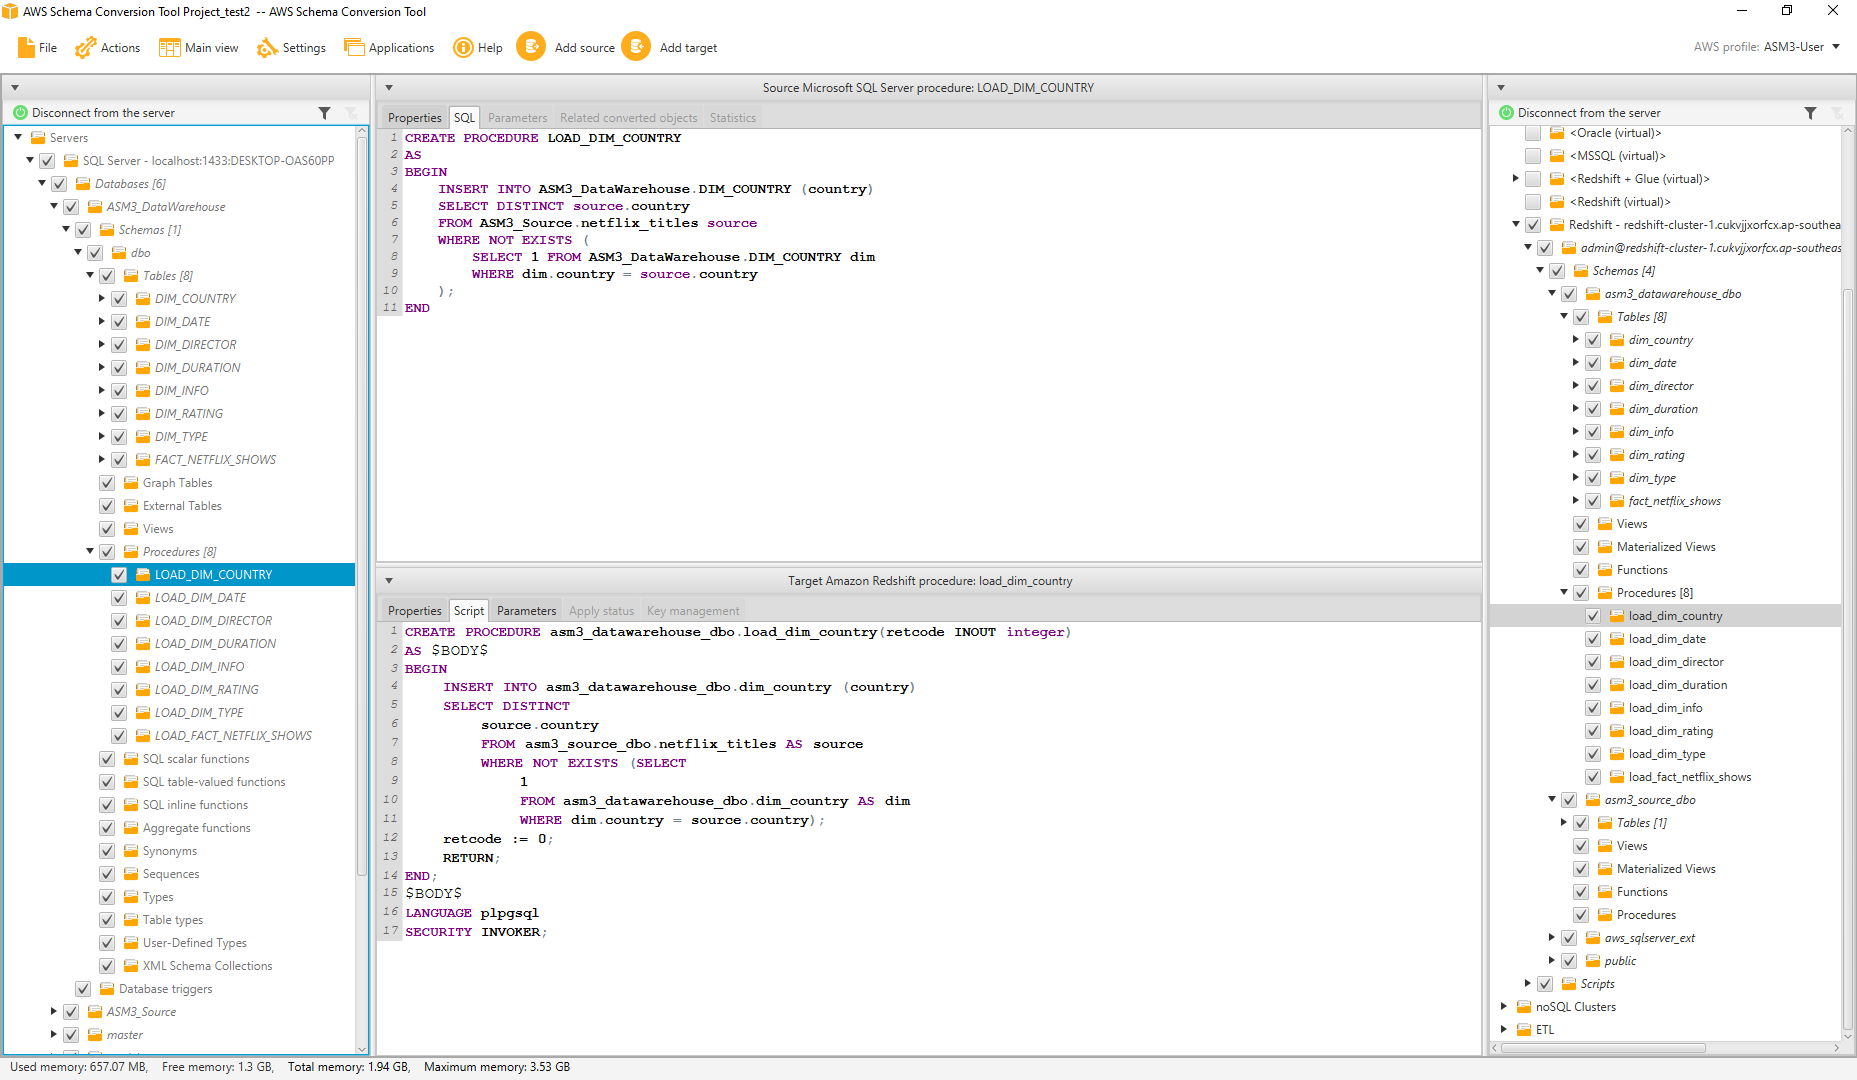 AWS Schema Conversion Tool Project_test2 -- AWS Schema Conversion Tool
File Actions Main view Settings Applications Help Add source Add target AWS profile: ASM3-User
Disconnect from the server
Servers
SQL Server - localhost:1433:DESKTOP-OAS60PP
Databases [6]
ASM3_DataWarehouse
Schemas [1]
dbo
Tables [8]
DIM_COUNTRY
DIM_DATE
DIM_DIRECTOR
DIM_DURATION
DIM_INFO
DIM_RATING
DIM_TYPE
FACT_NETFLIX_SHOWS
Graph Tables
External Tables
Views
Procedures [8]
LOAD_DIM_COUNTRY
LOAD_DIM_DATE
LOAD_DIM_DIRECTOR
LOAD_DIM_DURATION
LOAD_DIM_INFO
LOAD_DIM_RATING
LOAD_DIM_TYPE
LOAD_FACT_NETFLIX_SHOWS
SQL scalar functions
SQL table-valued functions
SQL inline functions
Aggregate functions
Synonyms
Sequences
Types
Table types
User-Defined Types
XML Schema Collections
Database triggers
ASM3_Source
master
Source Microsoft SQL Server procedure: LOAD_DIM_COUNTRY
Properties SQL Parameters Related converted objects Statistics
1 CREATE PROCEDURE LOAD_DIM_COUNTRY
2 AS
3 BEGIN
4 INSERT INTO ASM3_DataWarehouse.DIM_COUNTRY (country)
5 SELECT DISTINCT source.country
6 FROM ASM3_Source.netflix_titles source
7 WHERE NOT EXISTS (
8 SELECT 1 FROM ASM3_DataWarehouse.DIM_COUNTRY dim
9 WHERE dim.country = source.country
10 );
11 END
Target Amazon Redshift procedure: load_dim_country
Properties Script Parameters Apply status Key management
1 CREATE PROCEDURE asm3_datawarehouse_dbo.load_dim_country(retcode INOUT integer)
2 AS $BODY$
3 BEGIN
4 INSERT INTO asm3_datawarehouse_dbo.dim_country (country)
5 SELECT DISTINCT
6 source.country
7 FROM asm3_source_dbo.netflix_titles AS source
8 WHERE NOT EXISTS (SELECT
9 1
10 FROM asm3_datawarehouse_dbo.dim_country AS dim
11 WHERE dim.country = source.country);
12 retcode := 0;
13 RETURN;
14 END;
15 $BODY$
16 LANGUAGE plpgsql
17 SECURITY INVOKER;
Disconnect from the server
<Oracle (virtual)>
<MSSQL (virtual)>
<Redshift + Glue (virtual)>
<Redshift (virtual)>
Redshift - redshift-cluster-1.cukvjjxorfcx.ap-southea
admin@redshift-cluster-1.cukvjjxorfcx.ap-southeas
Schemas [4]
asm3_datawarehouse_dbo
Tables [8]
dim_country
dim_date
dim_director
dim_duration
dim_info
dim_rating
dim_type
fact_netflix_shows
Views
Materialized Views
Functions
Procedures [8]
load_dim_country
load_dim_date
load_dim_director
load_dim_duration
load_dim_info
load_dim_rating
load_dim_type
load_fact_netflix_shows
asm3_source_dbo
Tables [1]
Views
Materialized Views
Functions
Procedures
aws_sqlserver_ext
public
Scripts
noSQL Clusters
ETL
Used memory: 657.07 MB, Free memory: 1.3 GB, Total memory: 1.94 GB, Maximum memory: 3.53 GB